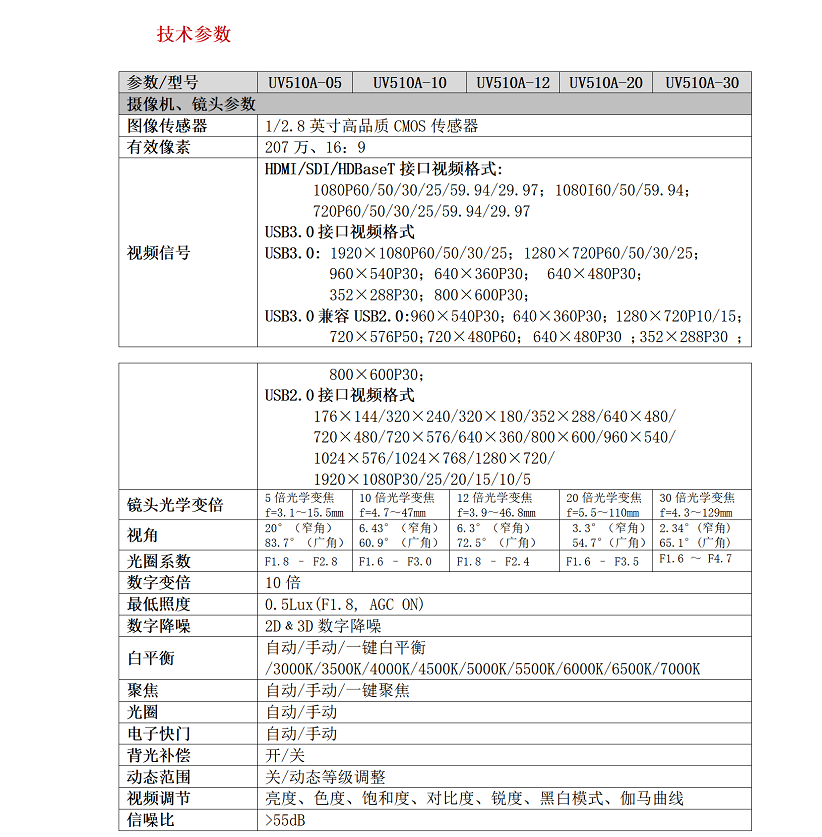 技术参数
参数/型号 UV510A-05 UV510A-10 UV510A-12 UV510A-20 UV510A-30
摄像机、镜头参数
图像传感器 1/2.8 英寸高品质 CMOS 传感器
有效像素 207 万、16: 9
视频信号 HDMI/SDI/HDBaseT 接口视频格式:
1080P60/50/30/25/59.94/29.97; 1080I60/50/59.94;
720P60/50/30/25/59.94/29.97
USB3.0 接口视频格式
USB3.0: 1920×1080P60/50/30/25; 1280×720P60/50/30/25;
960×540P30; 640×360P30; 640×480P30;
352×288P30; 800×600P30;
USB3.0 兼容 USB2.0:960×540P30; 640×360P30; 1280×720P10/15;
720×576P50; 720×480P60; 640×480P30 ;352×288P30 ;
800×600P30;
USB2.0 接口视频格式
176×144/320×240/320×180/352×288/640×480/
720×480/720×576/640×360/800×600/960×540/
1024×576/1024×768/1280×720/
1920×1080P30/25/20/15/10/5
镜头光学变倍 5 倍光学变焦 10 倍光学变焦 12 倍光学变焦 20 倍光学变焦 30 倍光学变焦
f=3.1~15.5mm f=4.7~47mm f=3.9~46.8mm f=5.5~110mm f=4.3~129mm
视角 20° (窄角) 6.43° (窄角) 6.3° (窄角) 3.3° (窄角) 2.34°(窄角)
83.7° (广角) 60.9° (广角) 72.5° (广角) 54.7°(广角) 65.1°(广角)
光圈系数 F1.8 – F2.8 F1.6 – F3.0 F1.8 – F2.4 F1.6 – F3.5 F1.6 ~ F4.7
数字变倍 10 倍
最低照度 0.5Lux(F1.8, AGC ON)
数字降噪 2D﹠3D 数字降噪
白平衡 自动/手动/一键白平衡
/3000K/3500K/4000K/4500K/5000K/5500K/6000K/6500K/7000K
聚焦 自动/手动/一键聚焦
光圈 自动/手动
电子快门 自动/手动
背光补偿 开/关
动态范围 关/动态等级调整
视频调节 亮度、色度、饱和度、对比度、锐度、黑白模式、伽马曲线
信噪比 >55dB